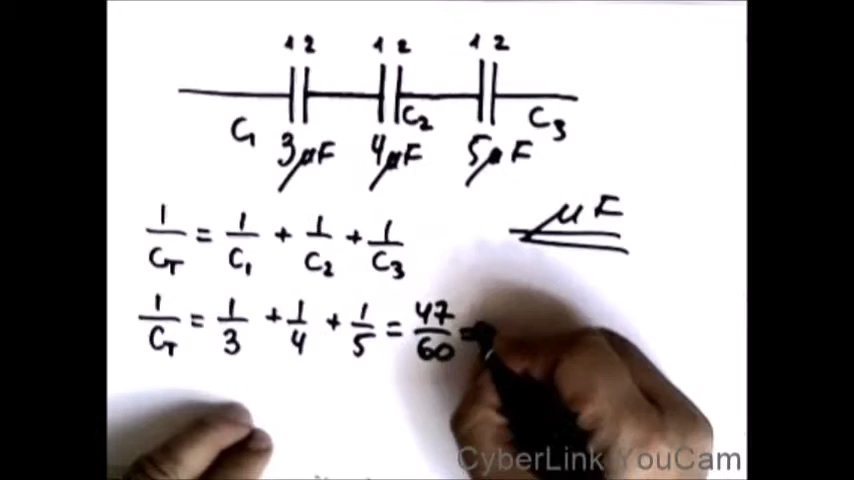 1 2 1 2 1 2
C1 C2 C3
3µF 4µF 5µF
µF
1/CT = 1/C1 + 1/C2 + 1/C3
1/CT = 1/3 + 1/4 + 1/5 = 47/60 =
CyberLink YouCam